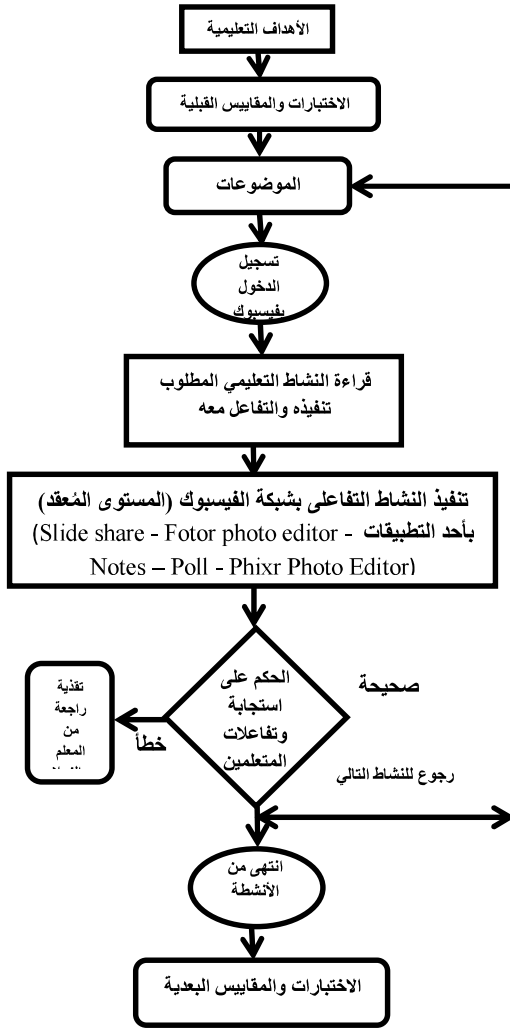 الأهداف التعليمية
الاختبارات والمقاييس القبلية
الموضوعات
تسجيل
الدخول
بفيسبوك
قراءة النشاط التعليمي المطلوب
تنفيذه والتفاعل معه
تنفيذ النشاط التفاعلى بشبكة الفيسبوك (المستوى المُعقد)
بأحد التطبيقات - Slide share - Fotor photo editor)
Notes – Poll - Phixr Photo Editor)
الحكم على
استجابة
وتفاعلات
المتعلمين
صحيحة
خطأ
تقذية
راجعة
من
المعلم
رجوع للنشاط التالي
انتهى من
الأنشطة
الاختبارات والمقاييس البعدية